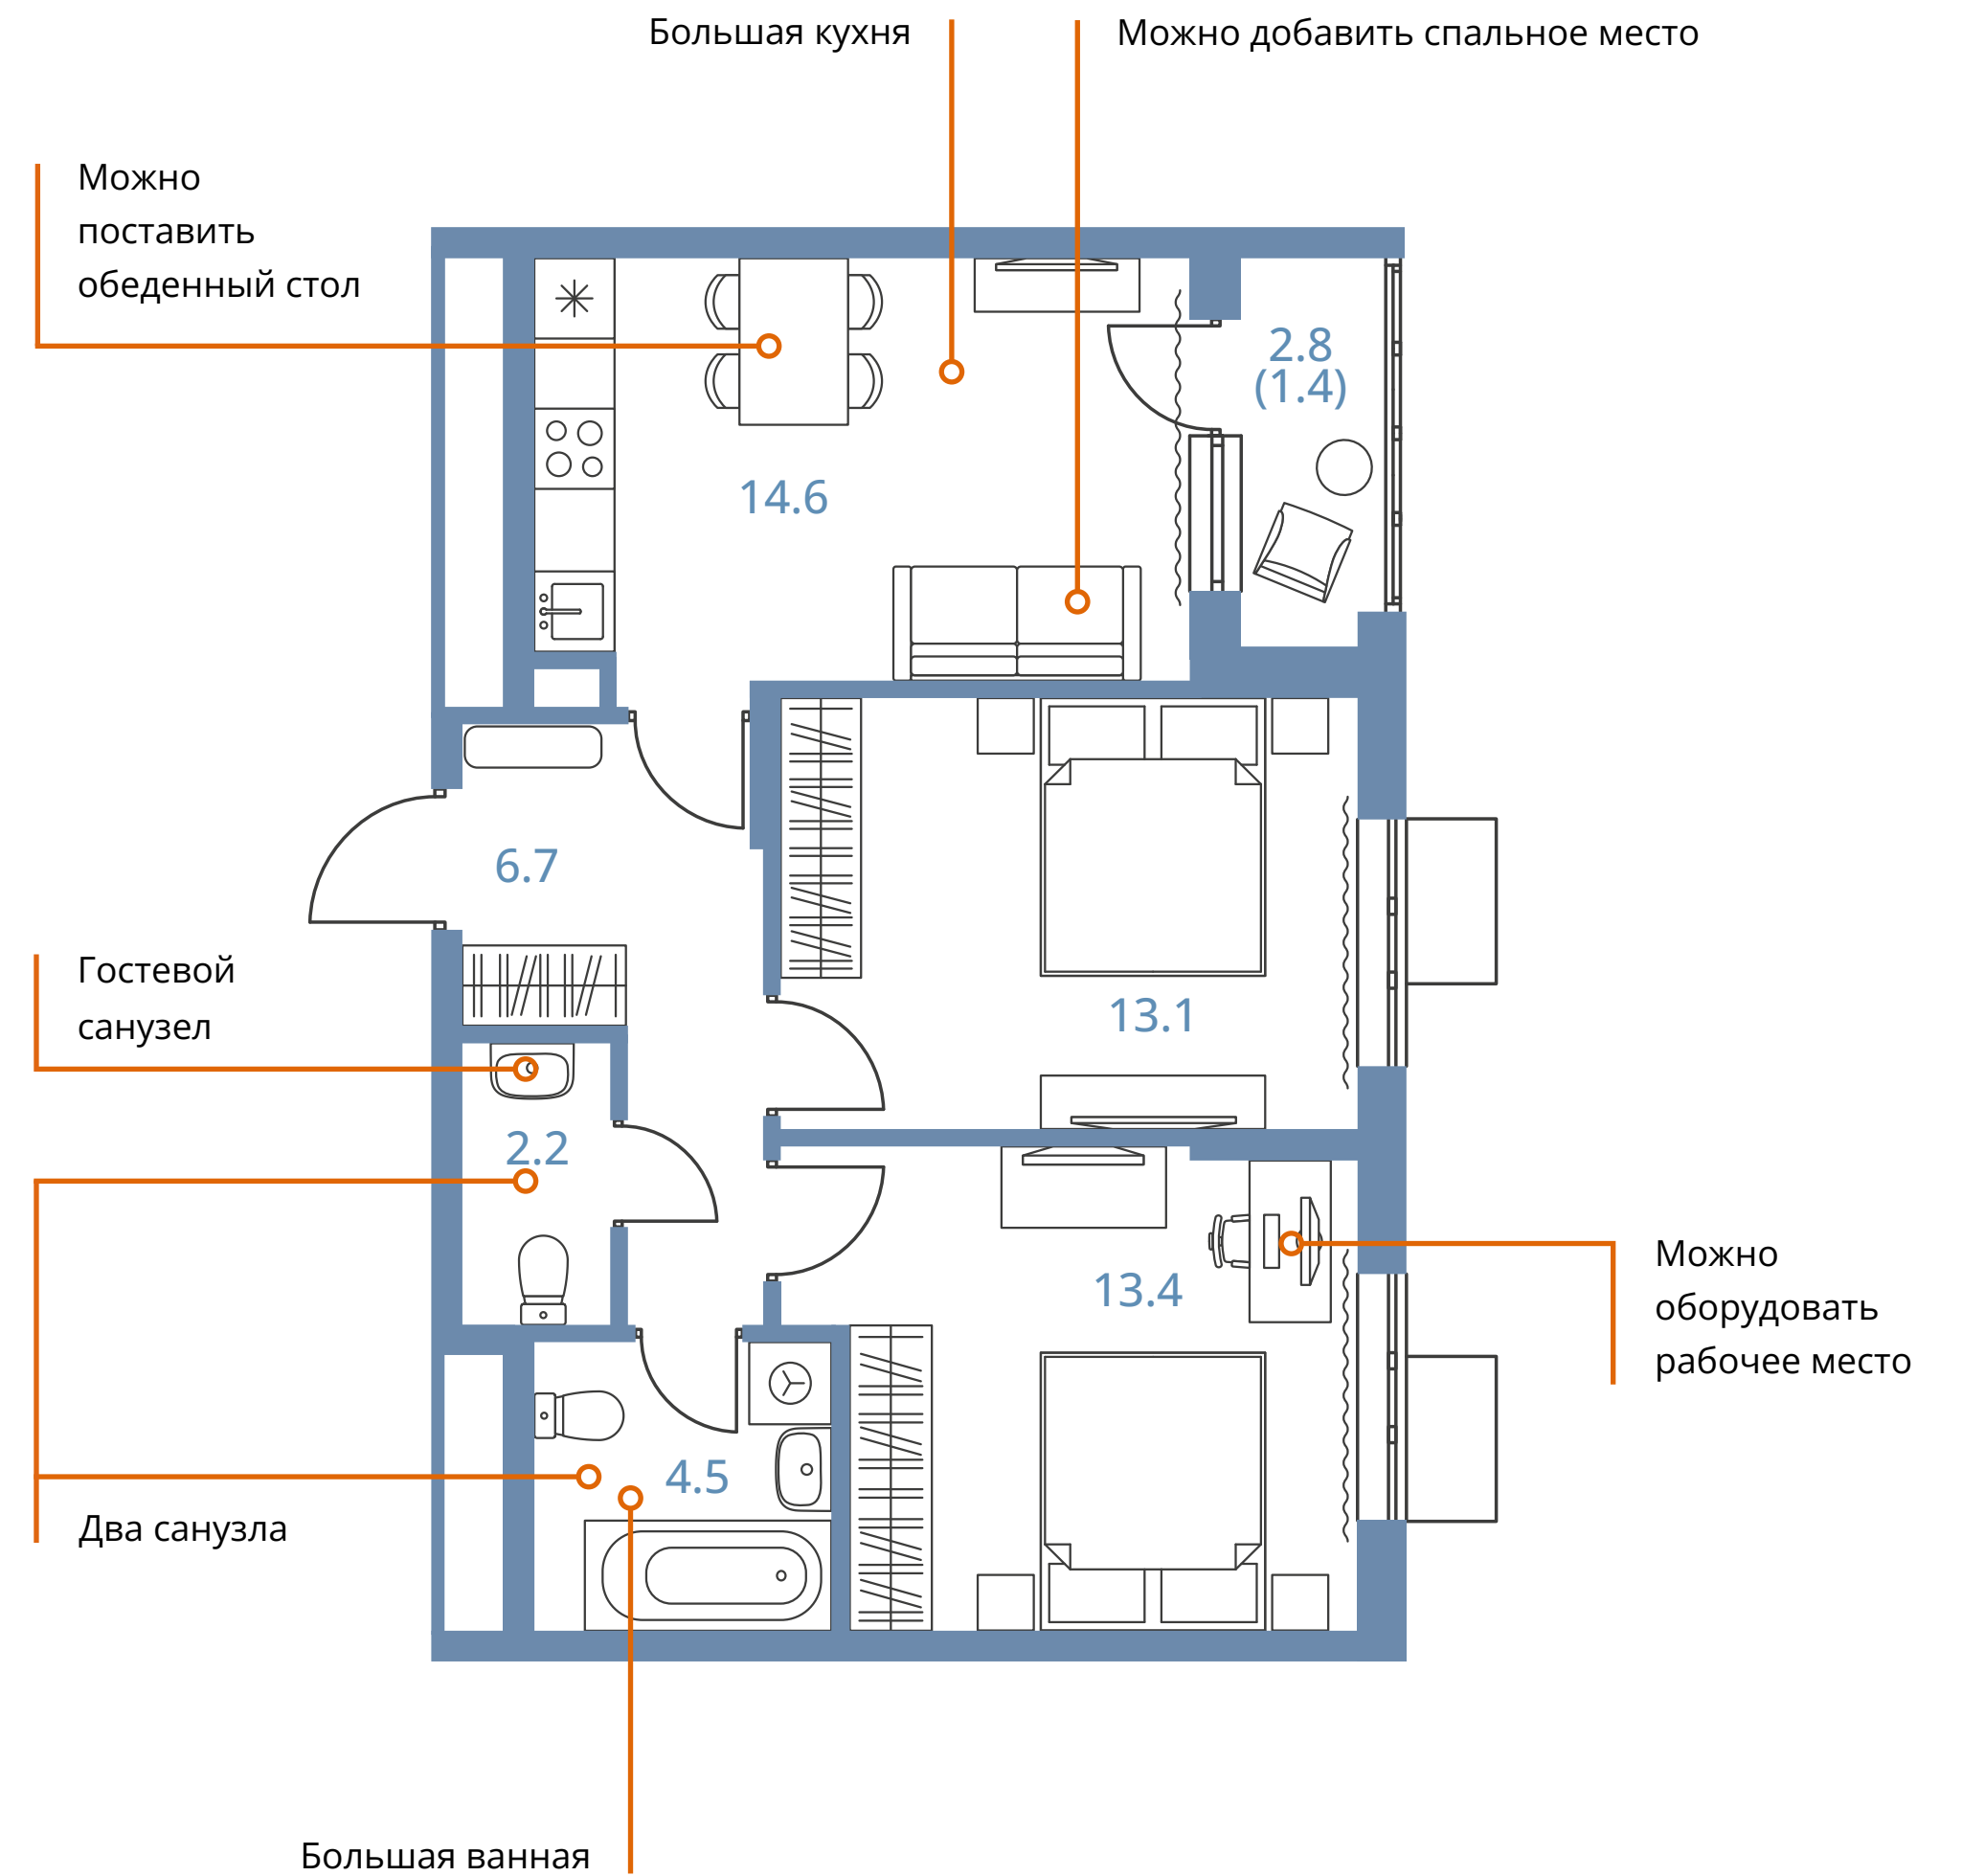 Большая кухня
Можно добавить спальное место
Можно
поставить
обеденный стол
2.8
(1.4)
14.6
6.7
Гостевой
санузел
13.1
2.2
Можно
оборудовать
рабочее место
13.4
4.5
Два санузла
Большая ванная